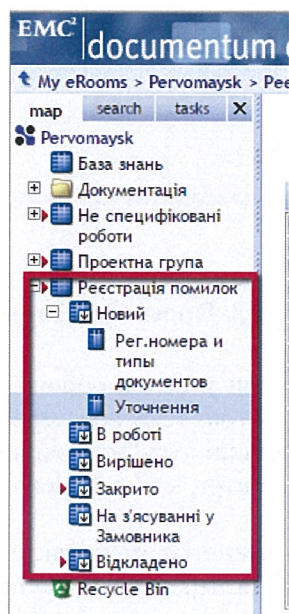 EMC²
documentum
My eRooms > Pervomaysk >
map search tasks X
Pervomaysk
База знань
Документація
Не специфіковані
роботи
Проектна група
Реєстрація помилок
Новий
Рег.номера и
типы
документов
Уточнення
В роботі
Вирішено
Закрито
На з'ясуванні у
Замовника
Відкладено
Recycle Bin